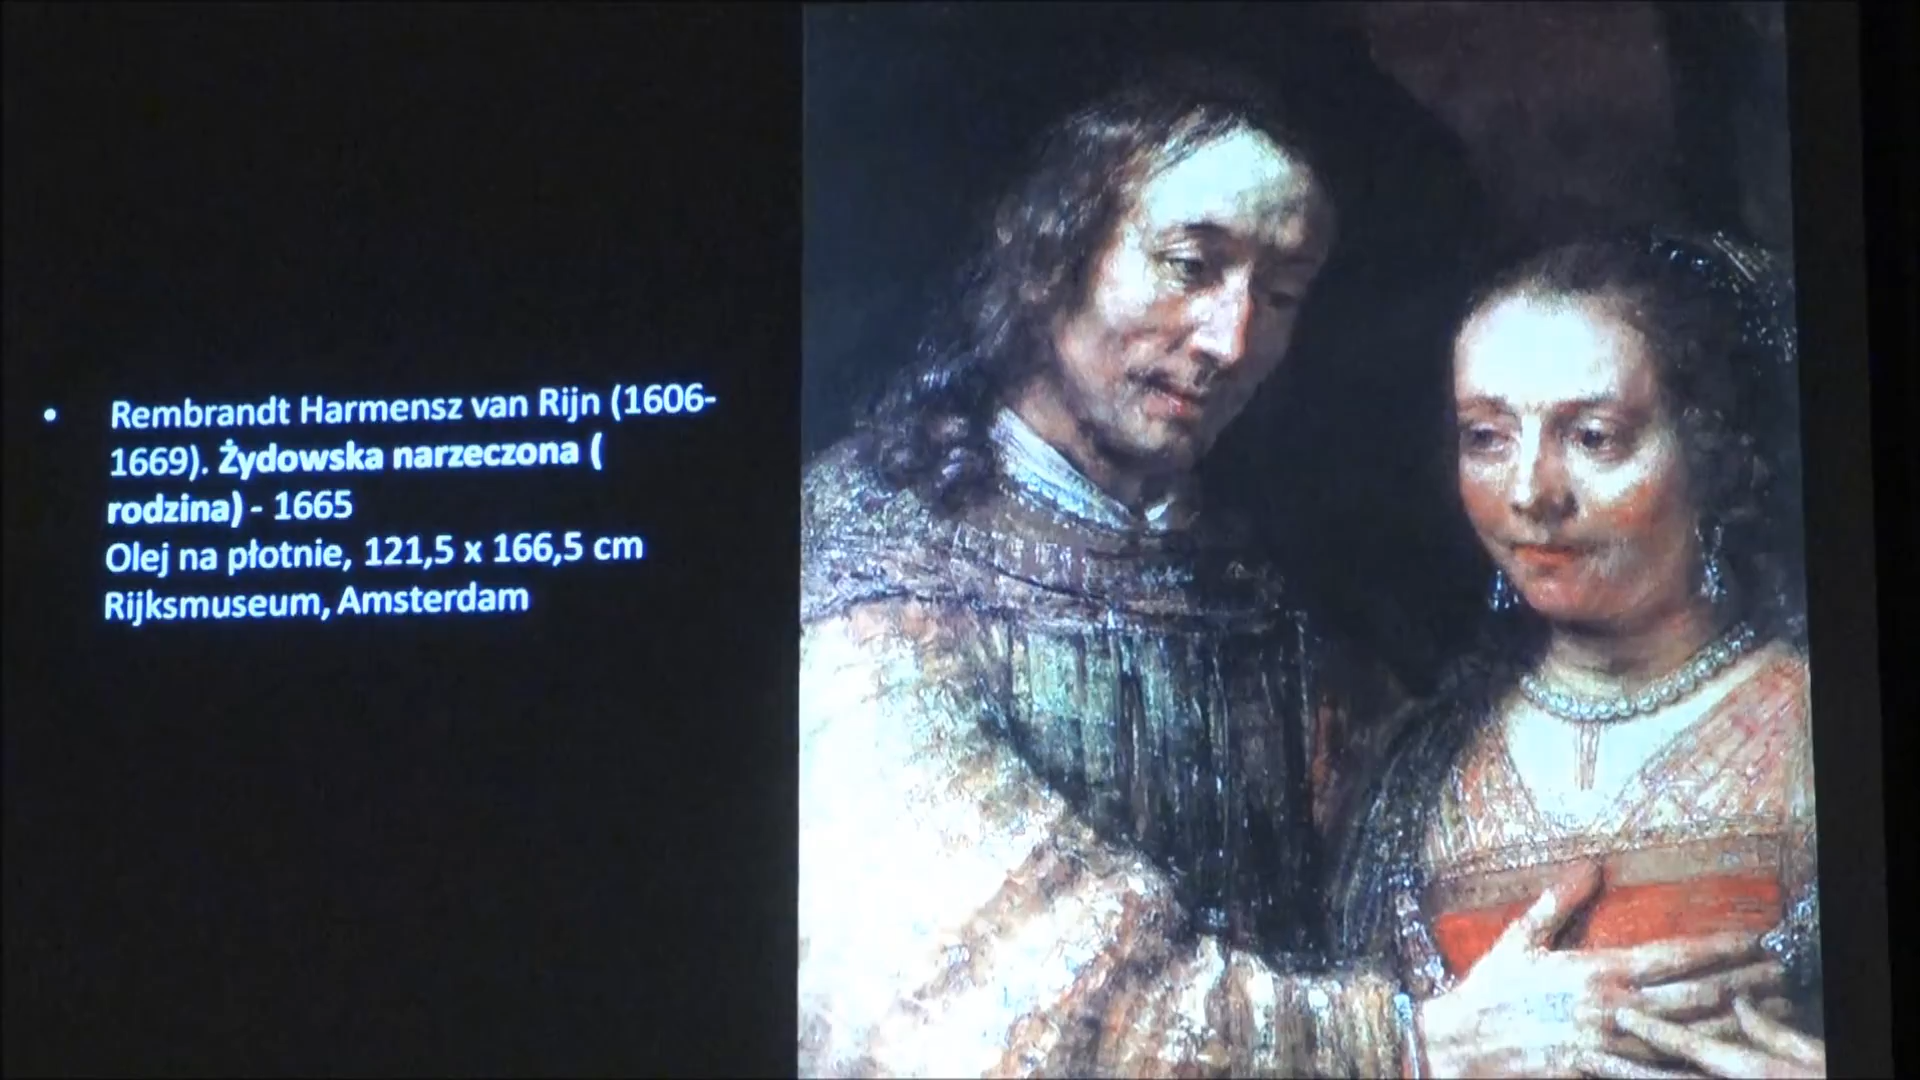 • Rembrandt Harmensz van Rijn (1606-
1669). Żydowska narzeczona (
rodzina) - 1665
Olej na płotnie, 121,5 x 166,5 cm
Rijksmuseum, Amsterdam